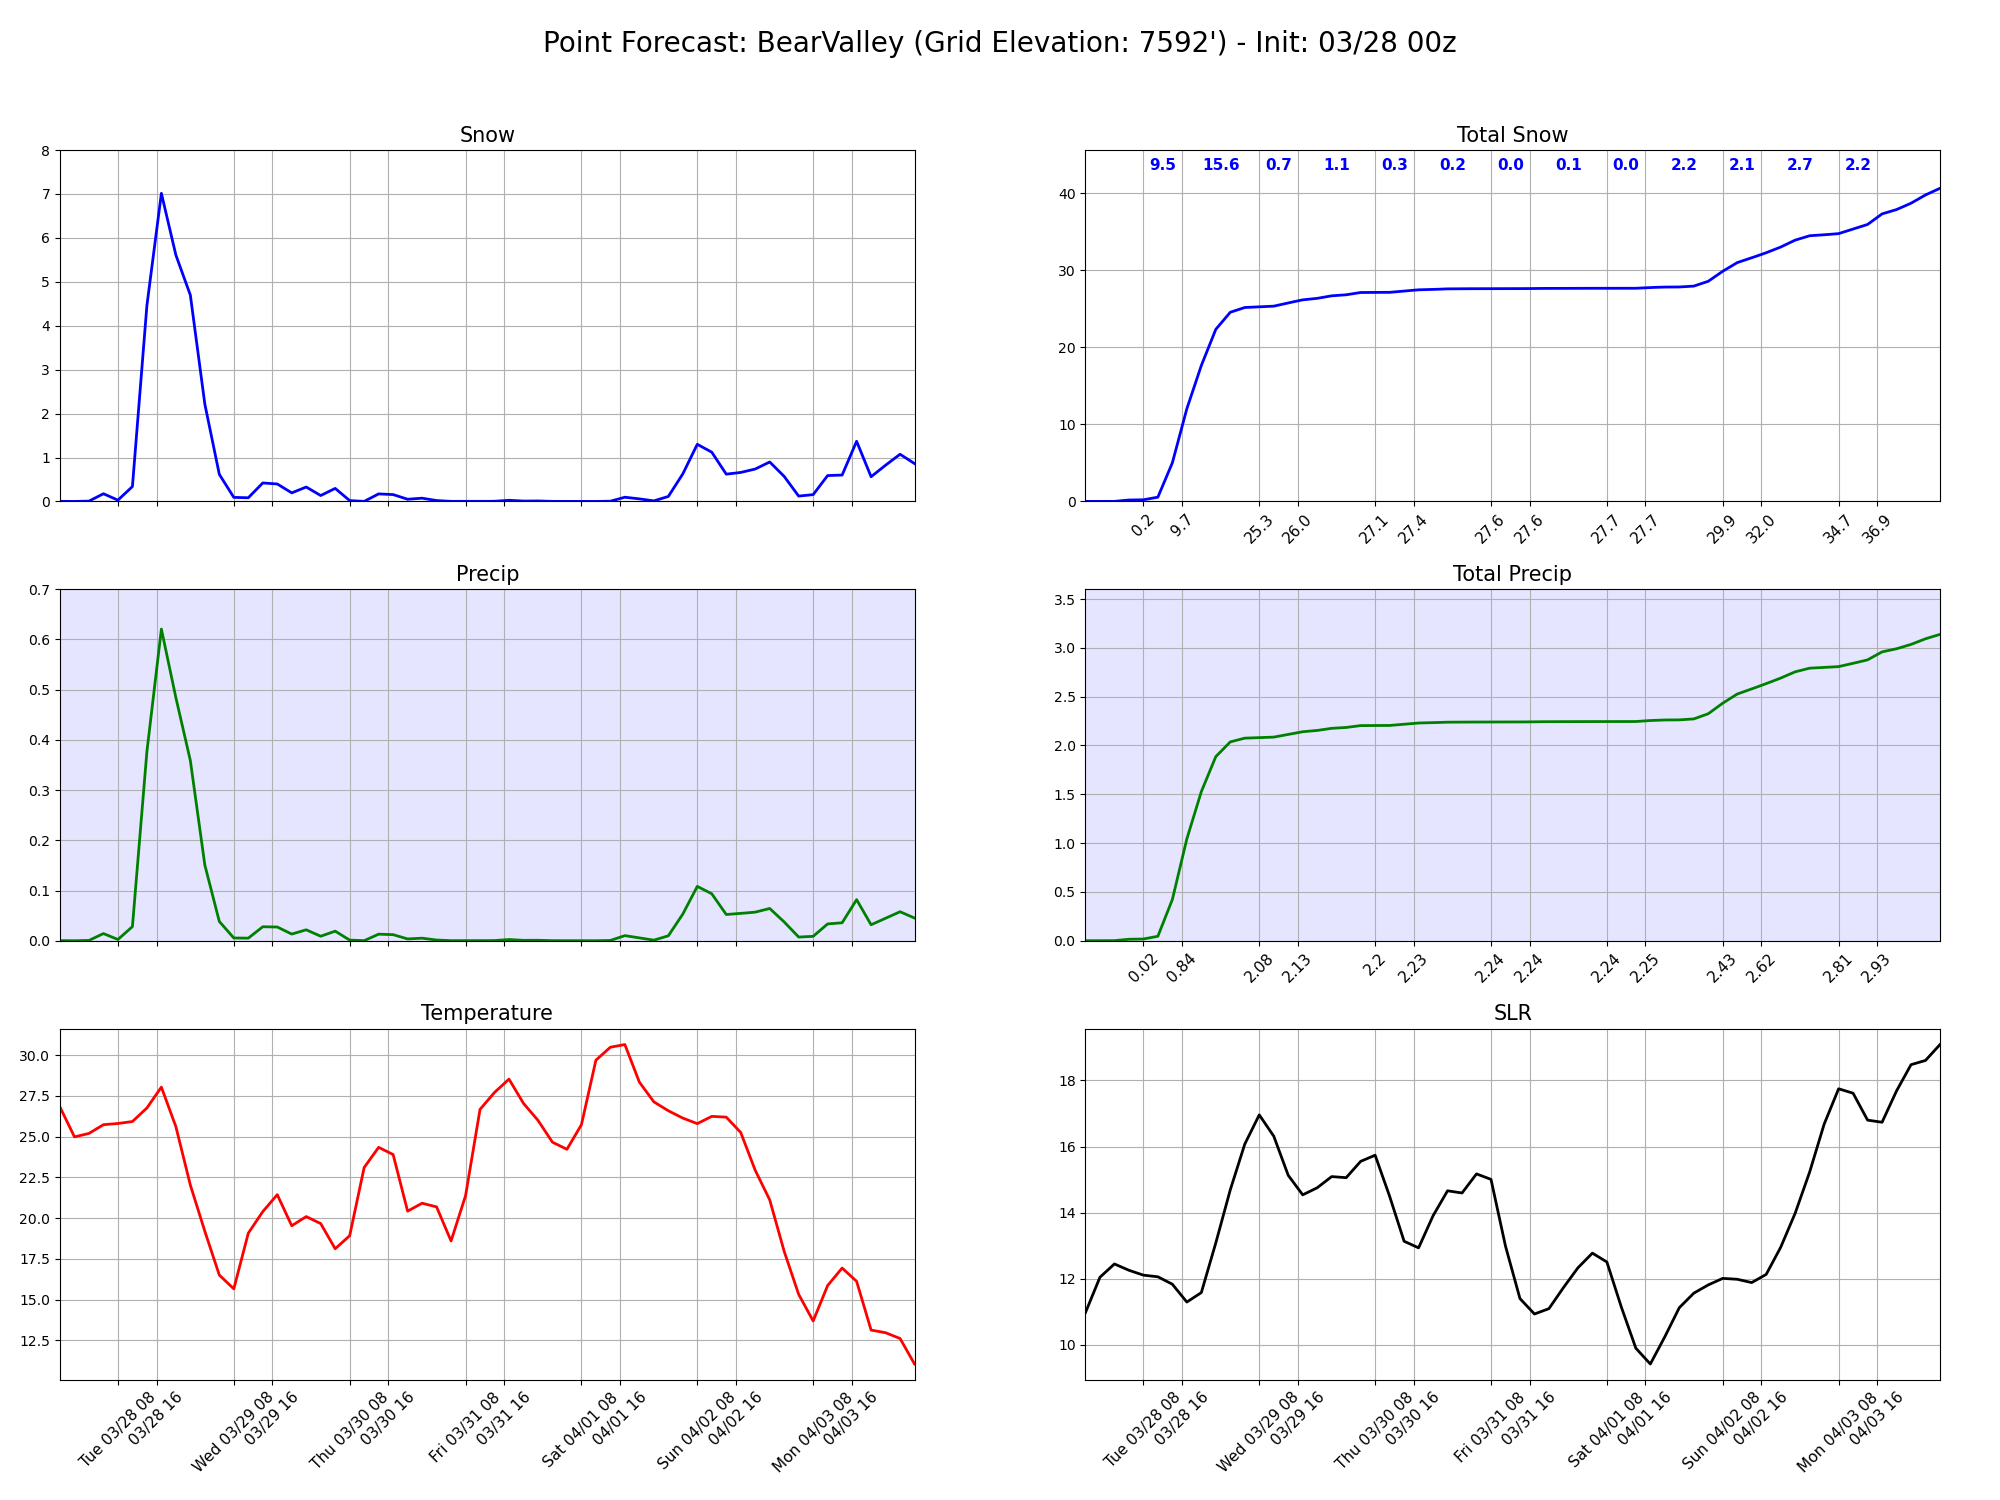 Point Forecast: BearValley (Grid Elevation: 7592') - Init: 03/28 00z
Snow
8
7
6
5
4
3
2
1
0
Total Snow
9.5 15.6 0.7 1.1 0.3 0.2 0.0 0.1 0.0 2.2 2.1 2.7 2.2
40
30
20
10
0
0.2 9.7 25.3 26.0 27.1 27.4 27.6 27.6 27.7 27.7 29.9 32.0 34.7 36.9
Precip
0.7
0.6
0.5
0.4
0.3
0.2
0.1
0.0
Total Precip
3.5
3.0
2.5
2.0
1.5
1.0
0.5
0.0
0.02 0.84 2.08 2.13 2.2 2.23 2.24 2.24 2.24 2.25 2.43 2.62 2.81 2.93
Temperature
30.0
27.5
25.0
22.5
20.0
17.5
15.0
12.5
Tue 03/28 08
03/28 16
Wed 03/29 08
03/29 16
Thu 03/30 08
03/30 16
Fri 03/31 08
03/31 16
Sat 04/01 08
04/01 16
Sun 04/02 08
04/02 16
Mon 04/03 08
04/03 16
SLR
18
16
14
12
10
Tue 03/28 08
03/28 16
Wed 03/29 08
03/29 16
Thu 03/30 08
03/30 16
Fri 03/31 08
03/31 16
Sat 04/01 08
04/01 16
Sun 04/02 08
04/02 16
Mon 04/03 08
04/03 16